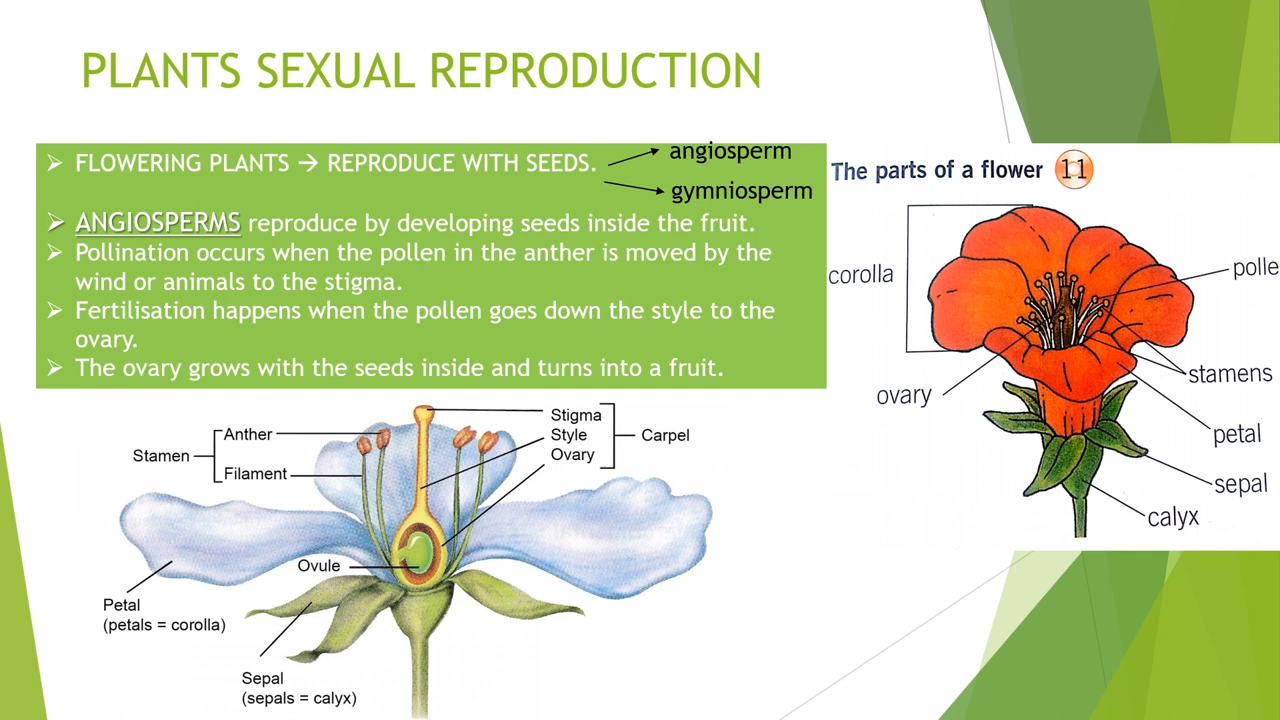 PLANTS SEXUAL REPRODUCTION
➢ FLOWERING PLANTS → REPRODUCE WITH SEEDS.
angiosperm
gymniosperm
➢ ANGIOSPERMS reproduce by developing seeds inside the fruit.
➢ Pollination occurs when the pollen in the anther is moved by the
wind or animals to the stigma.
➢ Fertilisation happens when the pollen goes down the style to the
ovary.
➢ The ovary grows with the seeds inside and turns into a fruit.
Stamen
Anther
Filament
Stigma
Style
Ovary
Carpel
Ovule
Petal
(petals = corolla)
Sepal
(sepals = calyx)
The parts of a flower 11
corolla
polle
ovary
stamens
petal
sepal
calyx